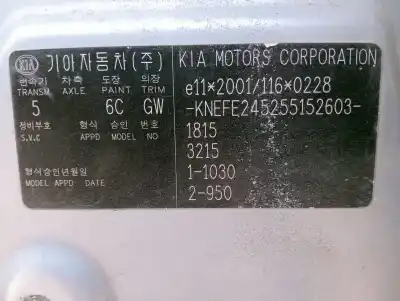 KIA 기아자동차(주)
변속기 차축 도장 의장
TRANSM AXLE PAINT TRIM
5 6C GW
정비부호 형식 승인 번호
S.V.C APPD MODEL NO
형식승인년월일
MODEL APPD DATE
KIA MOTORS CORPORATION
e11*2001/116*0228
-KNEFE245255152603-
1815
3215
1-1030
2-950